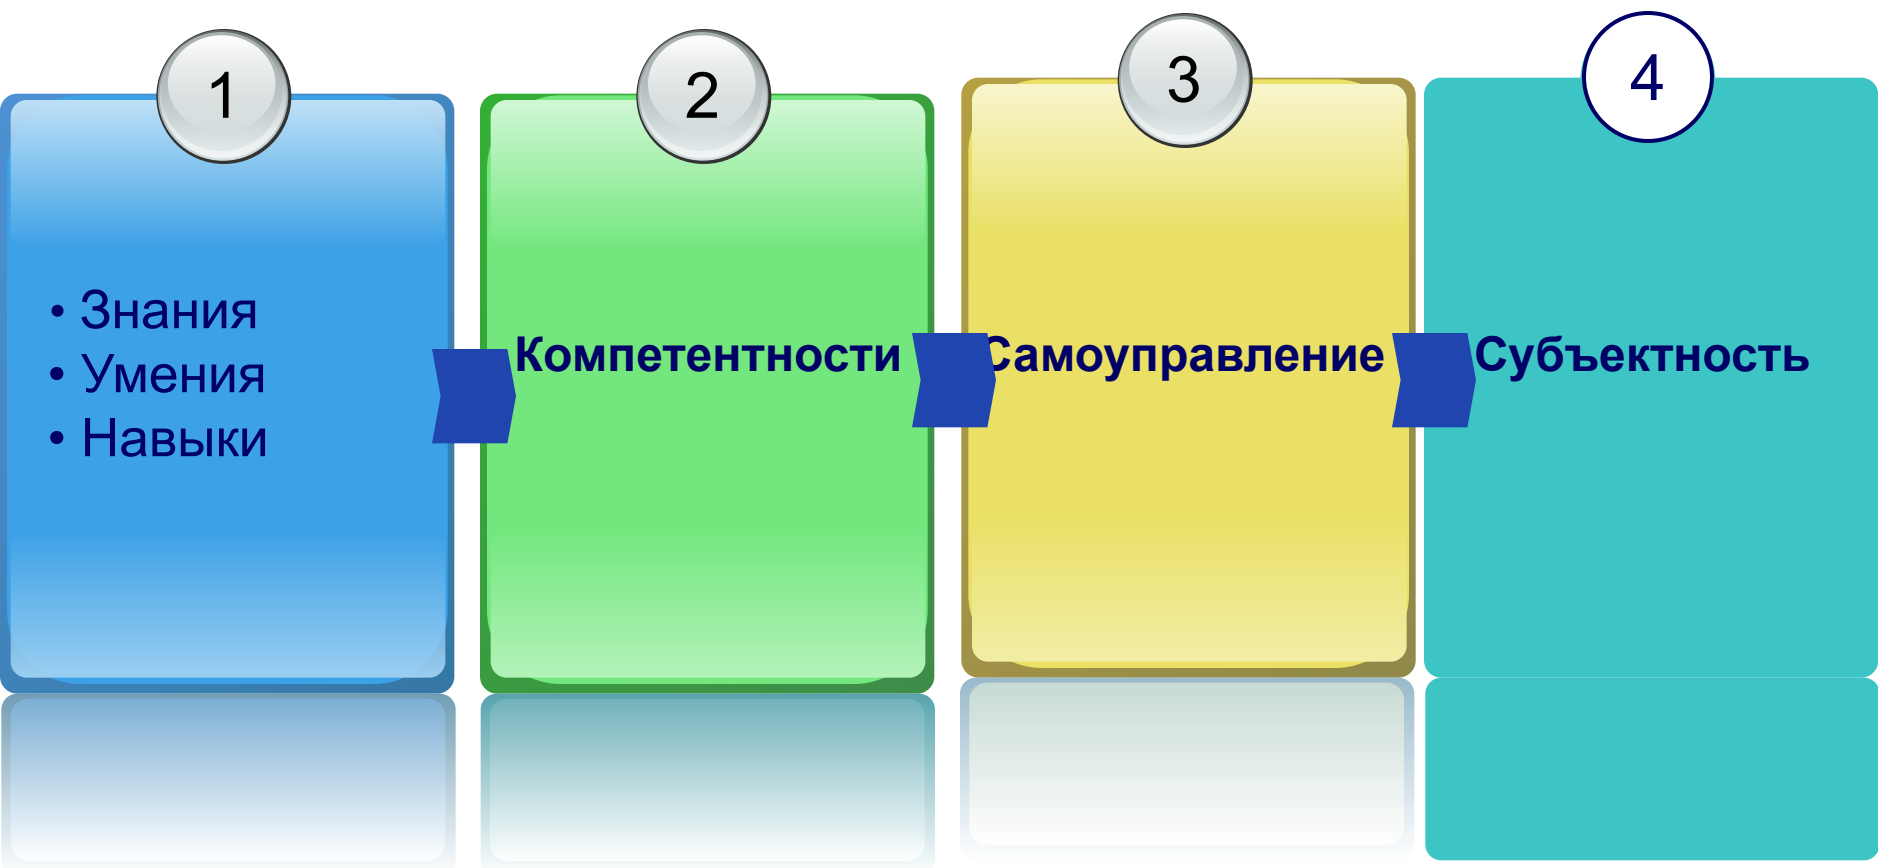 1
2
3
4
• Знания
• Умения
• Навыки
Компетентности
Самоуправление
Субъектность